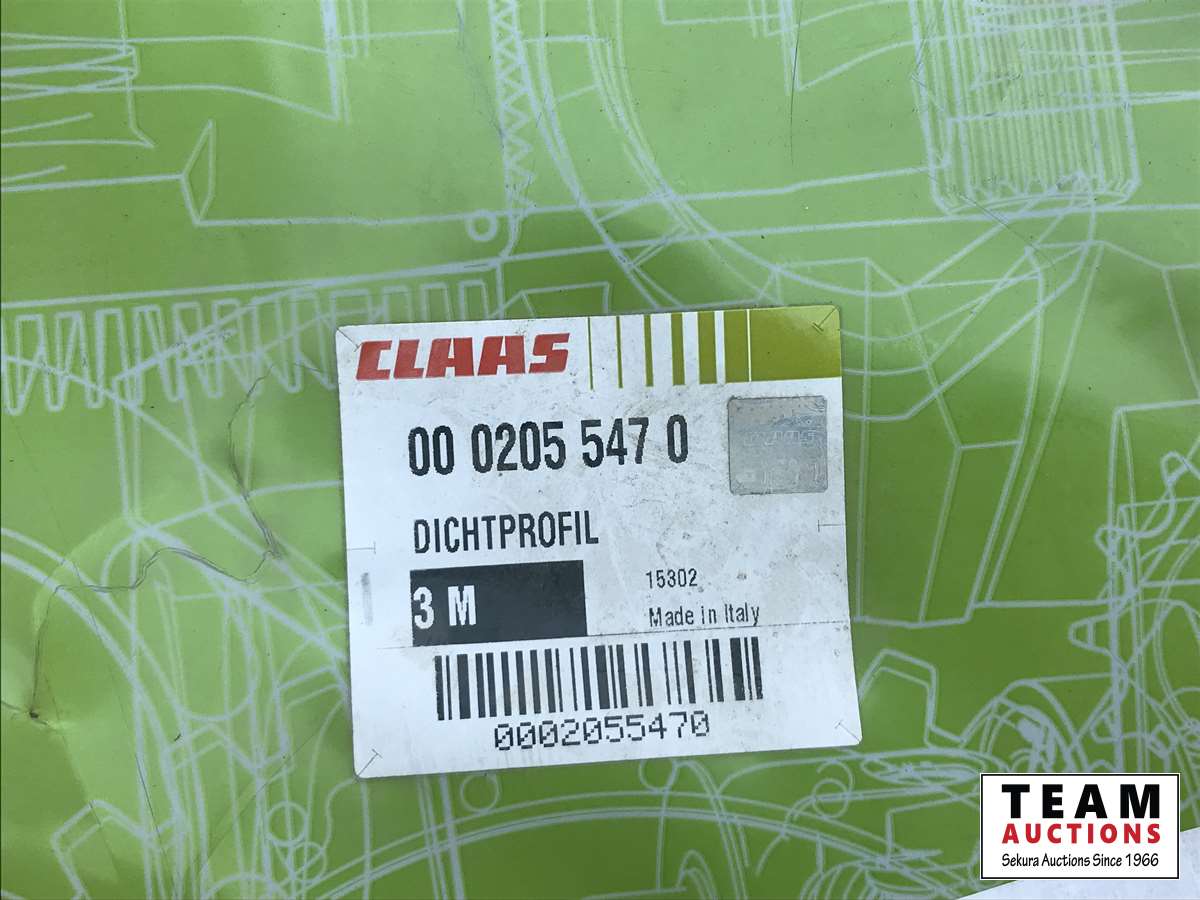 CLAAS
00 0205 547 0
DICHTPROFIL
3 M
15302
Made in Italy
0002055470
TEAM
AUCTIONS
Sekura Auctions Since 1966